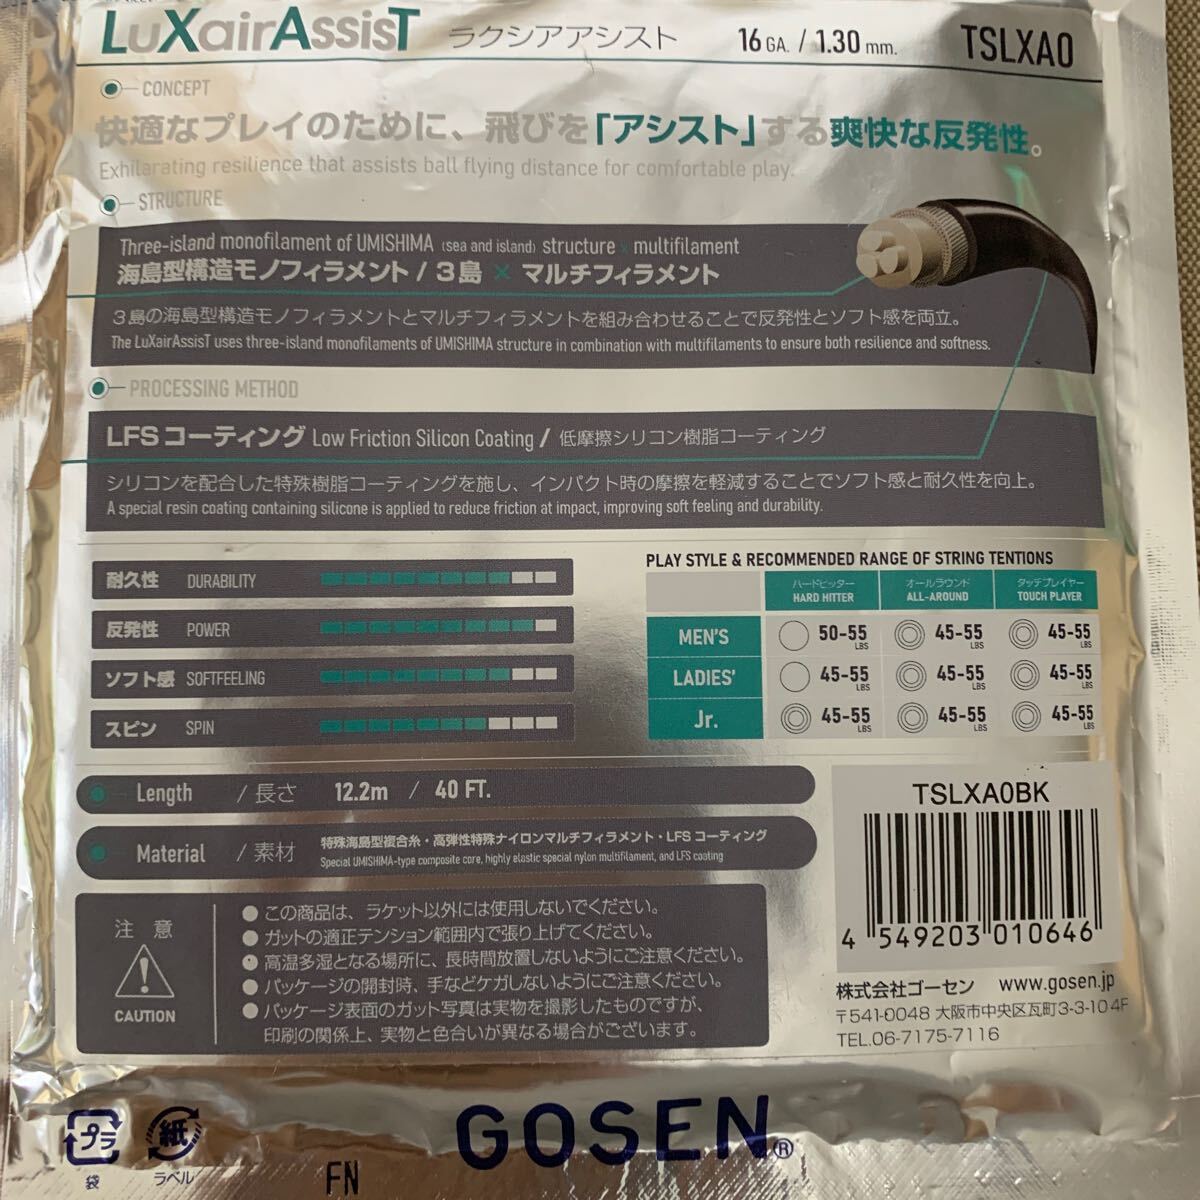 LuXairAssisT ラクシアアシスト 16 GA. / 1.30 mm. TSLXA0
CONCEPT
快適なプレイのために、飛びを「アシスト」する爽快な反発性。
Exhilarating resilience that assists ball flying distance for comfortable play.
STRUCTURE
Three-island monofilament of UMISHIMA (sea and island) structure × multifilament
海島型構造モノフィラメント / 3島 × マルチフィラメント
3島の海島型構造モノフィラメントとマルチフィラメントを組み合わせることで反発性とソフト感を両立。
The LuXairAssisT uses three-island monofilaments of UMISHIMA structure in combination with multifilaments to ensure both resilience and softness.
PROCESSING METHOD
LFSコーティング Low Friction Silicon Coating / 低摩擦シリコン樹脂コーティング
シリコンを配合した特殊樹脂コーティングを施し、インパクト時の摩擦を軽減することでソフト感と耐久性を向上。
A special resin coating containing silicone is applied to reduce friction at impact, improving soft feeling and durability.
耐久性 DURABILITY
反発性 POWER
ソフト感 SOFTFEELING
スピン SPIN
PLAY STYLE & RECOMMENDED RANGE OF STRING TENTIONS
ハードヒッター オールラウンド タッチプレイヤー
HARD HITTER ALL-AROUND TOUCH PLAYER
MEN'S ○ 50-55 LBS ◎ 45-55 LBS ◎ 45-55 LBS
LADIES' ○ 45-55 LBS ◎ 45-55 LBS ◎ 45-55 LBS
Jr. ◎ 45-55 LBS ◎ 45-55 LBS ◎ 45-55 LBS
Length / 長さ 12.2m / 40 FT.
Material / 素材 特殊海島型複合糸・高弾性特殊ナイロンマルチフィラメント・LFSコーティング
Special UMISHIMA-type composite core, highly elastic special nylon multifilament, and LFS coating
注 意
CAUTION
● この商品は、ラケット以外には使用しないでください。
● ガットの適正テンション範囲内で張り上げてください。
● 高温多湿となる場所に、長時間放置しないようにご注意ください。
● パッケージの開封時、手などケガしないようにご注意ください。
● パッケージ表面のガット写真は実物を撮影したものですが、
印刷の関係上、実物と色合いが異なる場合がございます。
TSLXA0BK
4 549203 010646
株式会社ゴーセン www.gosen.jp
〒541-0048 大阪市中央区瓦町3-3-10 4F
TEL.06-7175-7116
プラ
袋
紙
ラベル
FN
GOSEN®